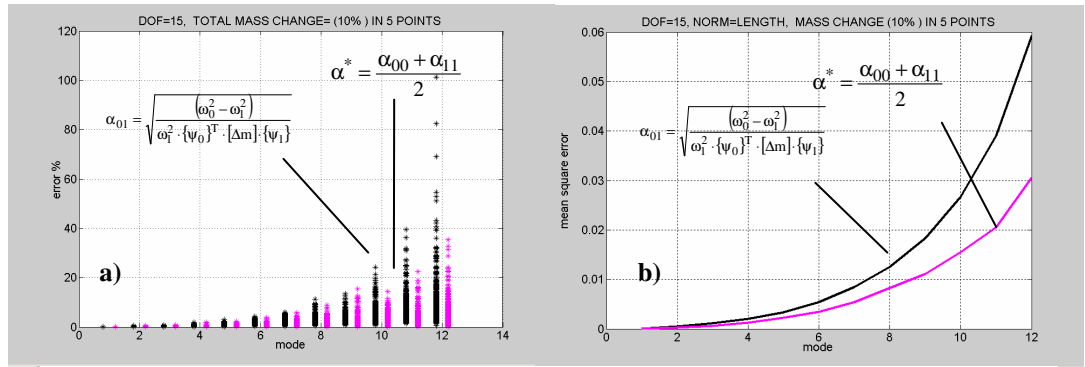 DOF=15, TOTAL MASS CHANGE= (10% ) IN 5 POINTS
120
100
80
60
40
20
0
error %
0 2 4 6 8 10 12 14
mode
α* = (α₀₀ + α₁₁) / 2
α₀₁ = √((ω₀² − ω₁²) / (ω₁² · {ψ₀}ᵀ · [Δm] · {ψ₁}))
a)
DOF=15, NORM=LENGTH, MASS CHANGE (10% ) IN 5 POINTS
0.06
0.05
0.04
0.03
0.02
0.01
0
mean square error
0 2 4 6 8 10 12
mode
α* = (α₀₀ + α₁₁) / 2
α₀₁ = √((ω₀² − ω₁²) / (ω₁² · {ψ₀}ᵀ · [Δm] · {ψ₁}))
b)